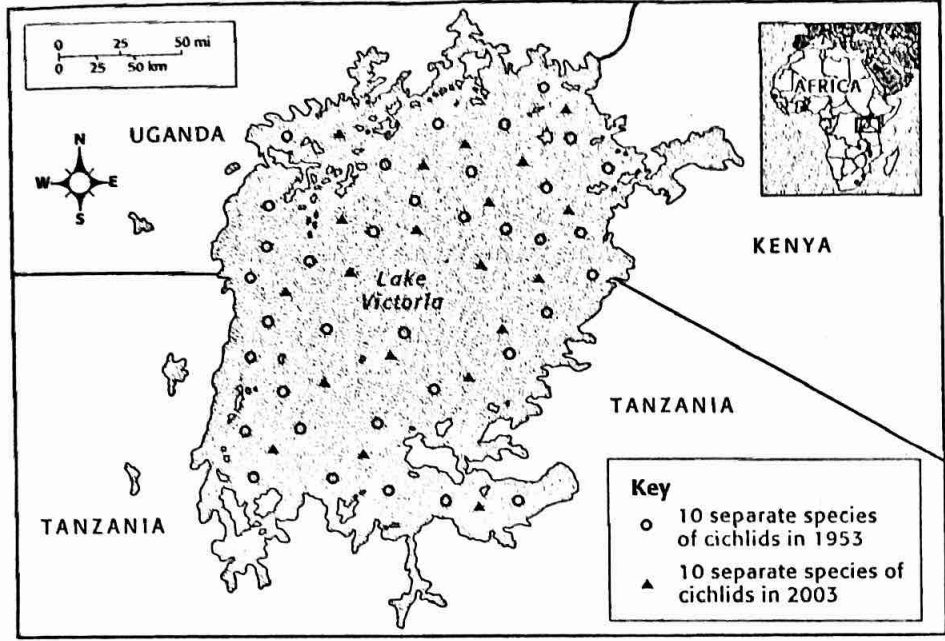 0 25 50 mi
0 25 50 km
UGANDA
N
W E
S
AFRICA
KENYA
Lake
Victoria
TANZANIA
TANZANIA
Key
10 separate species
of cichlids in 1953
10 separate species of
cichlids in 2003